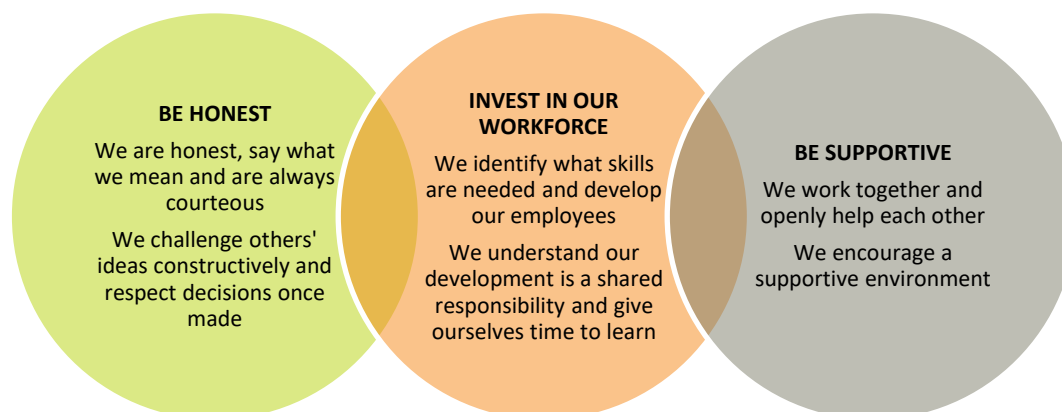 BE HONEST
We are honest, say what
we mean and are always
courteous
We challenge others'
ideas constructively and
respect decisions once
made
INVEST IN OUR
WORKFORCE
We identify what skills
are needed and develop
our employees
We understand our
development is a shared
responsibility and give
ourselves time to learn
BE SUPPORTIVE
We work together and
openly help each other
We encourage a
supportive environment